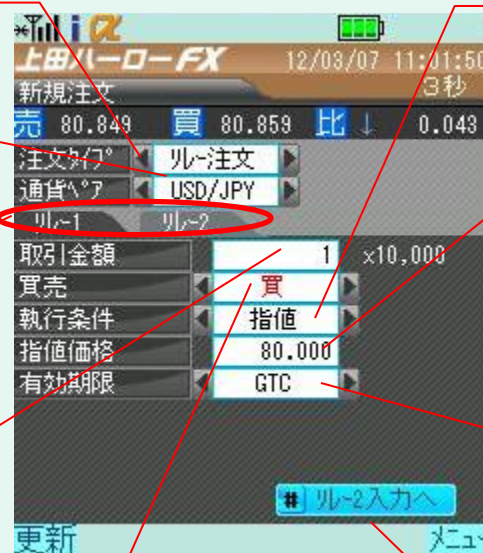 i α
上田ハーローFX 12/03/07 11:01:50
新規注文 3秒
売 80.849 買 80.859 比 ↓ 0.043
注文ﾀｲﾌﾟ ﾘﾚｰ注文
通貨ﾍﾟｱ USD/JPY
ﾘﾚｰ1 ﾘﾚｰ2
取引金額 1 x10,000
買売 買
執行条件 指値
指値価格 80.000
有効期限 GTC
# ﾘﾚｰ2入力へ
更新 ﾒﾆｭｰ